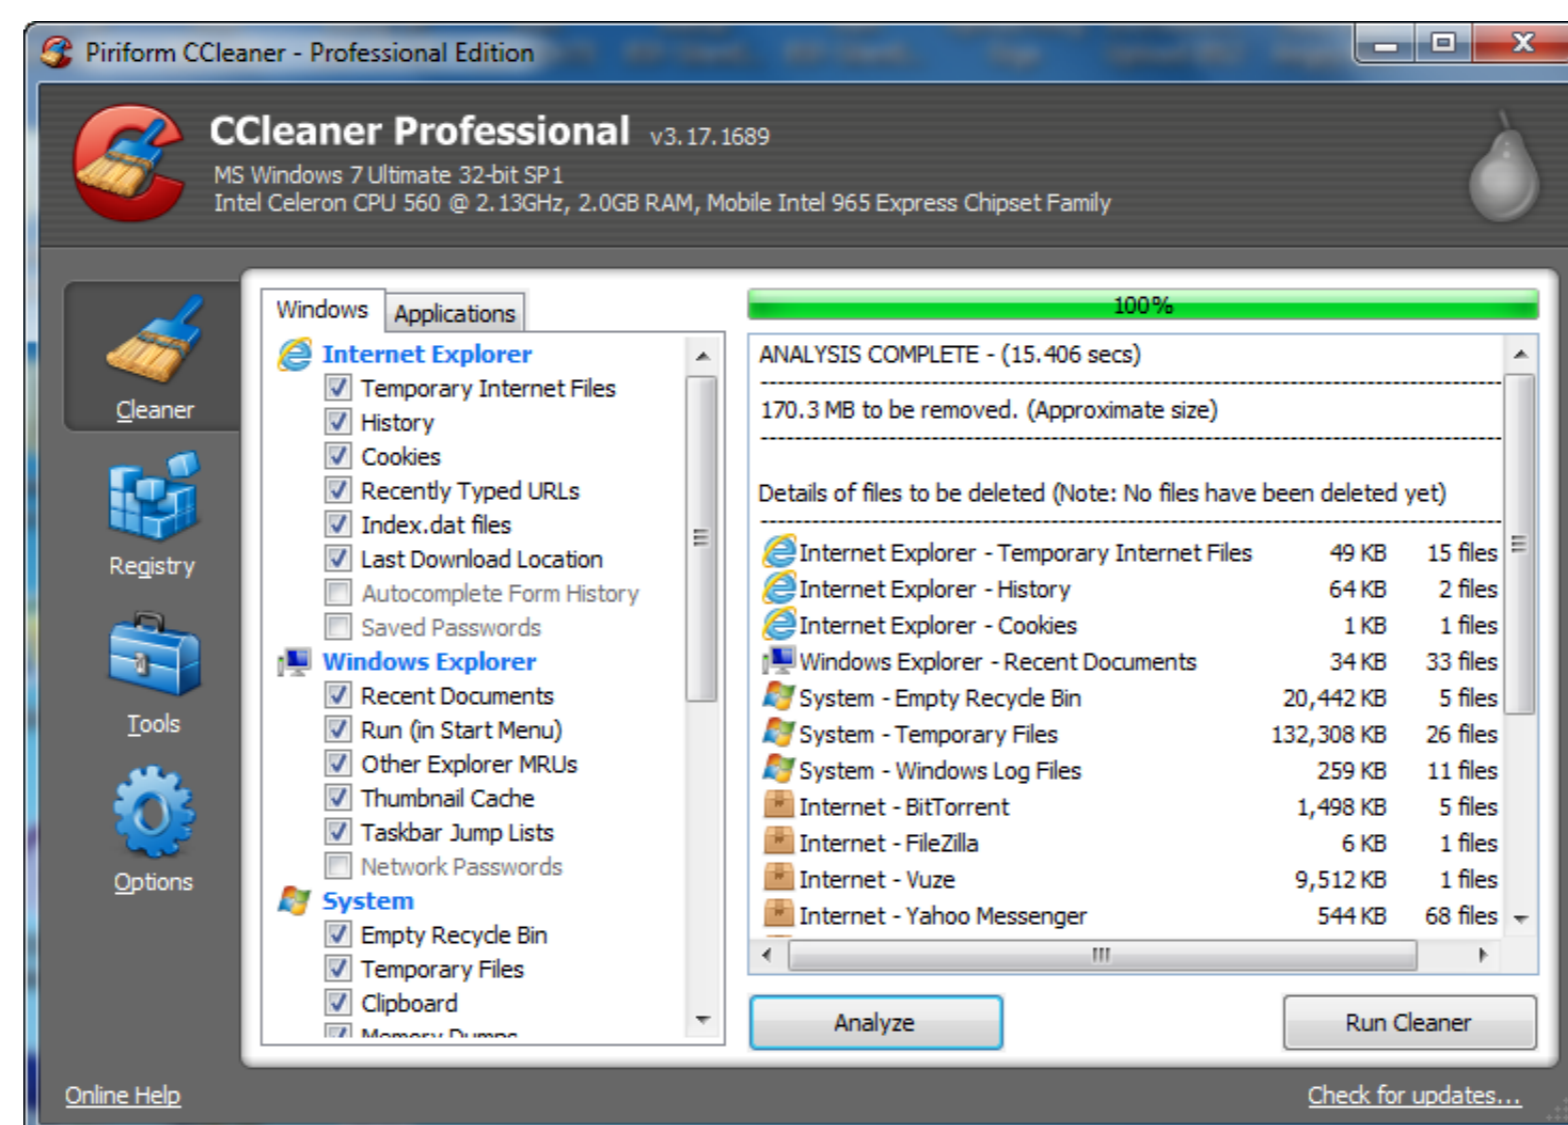 Piriform CCleaner - Professional Edition
CCleaner Professional v3.17.1689
MS Windows 7 Ultimate 32-bit SP1
Intel Celeron CPU 560 @ 2.13GHz, 2.0GB RAM, Mobile Intel 965 Express Chipset Family
Cleaner
Registry
Tools
Options
Windows Applications
Internet Explorer
Temporary Internet Files
History
Cookies
Recently Typed URLs
Index.dat files
Last Download Location
Autocomplete Form History
Saved Passwords
Windows Explorer
Recent Documents
Run (in Start Menu)
Other Explorer MRUs
Thumbnail Cache
Taskbar Jump Lists
Network Passwords
System
Empty Recycle Bin
Temporary Files
Clipboard
Memory Dumps
100%
ANALYSIS COMPLETE - (15.406 secs)
170.3 MB to be removed. (Approximate size)
Details of files to be deleted (Note: No files have been deleted yet)
Internet Explorer - Temporary Internet Files 49 KB 15 files
Internet Explorer - History 64 KB 2 files
Internet Explorer - Cookies 1 KB 1 files
Windows Explorer - Recent Documents 34 KB 33 files
System - Empty Recycle Bin 20,442 KB 5 files
System - Temporary Files 132,308 KB 26 files
System - Windows Log Files 259 KB 11 files
Internet - BitTorrent 1,498 KB 5 files
Internet - FileZilla 6 KB 1 files
Internet - Vuze 9,512 KB 1 files
Internet - Yahoo Messenger 544 KB 68 files
Analyze
Run Cleaner
Online Help
Check for updates...